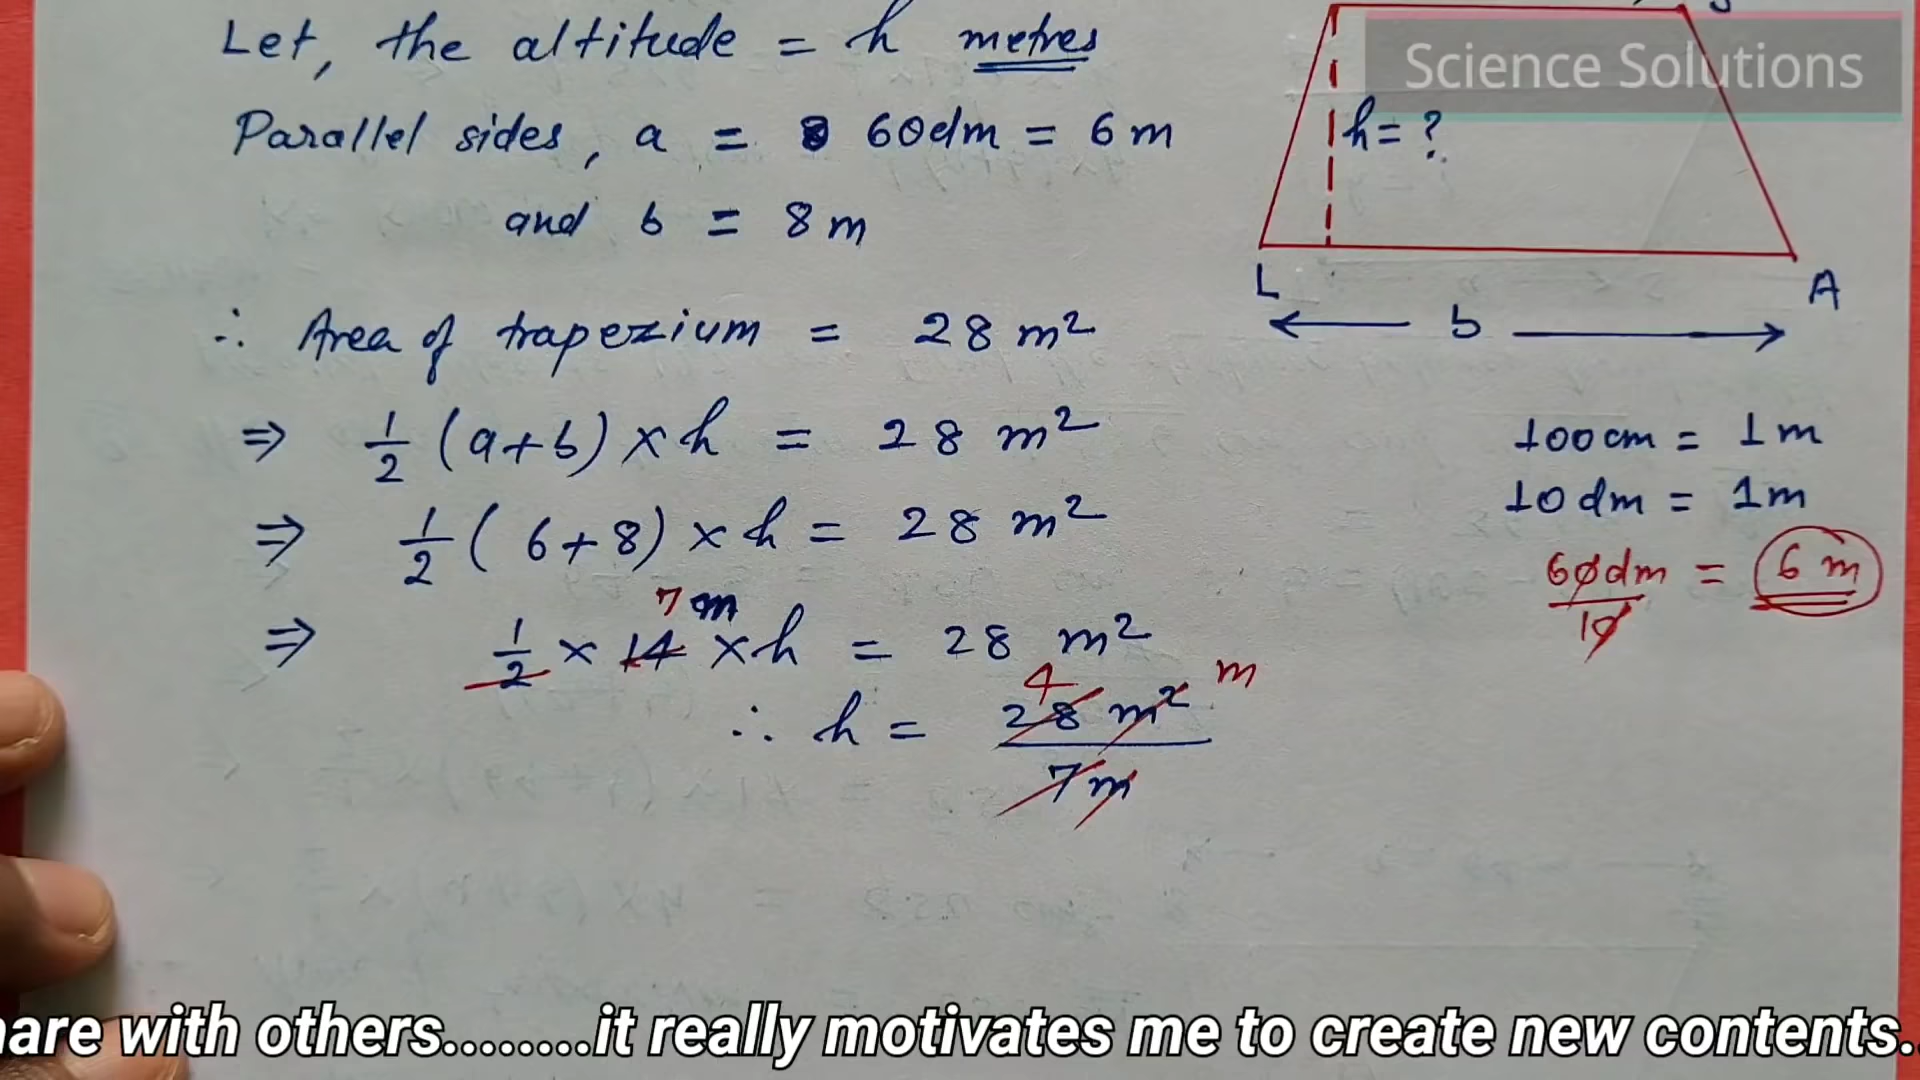 Let, the altitude = h metres
Science Solutions
Parallel sides, a = 60dm = 6 m
h = ?
and b = 8 m
L
A
∴ Area of trapezium = 28 m²
b
⇒ 1/2 (a+b) × h = 28 m²
100 cm = 1 m
10 dm = 1 m
⇒ 1/2 ( 6+8) × h = 28 m²
60dm/10 = 6 m
7 m
⇒ 1/2 × 14 × h = 28 m²
4 m
∴ h = 28 m²/7m
are with others........it really motivates me to create new contents..